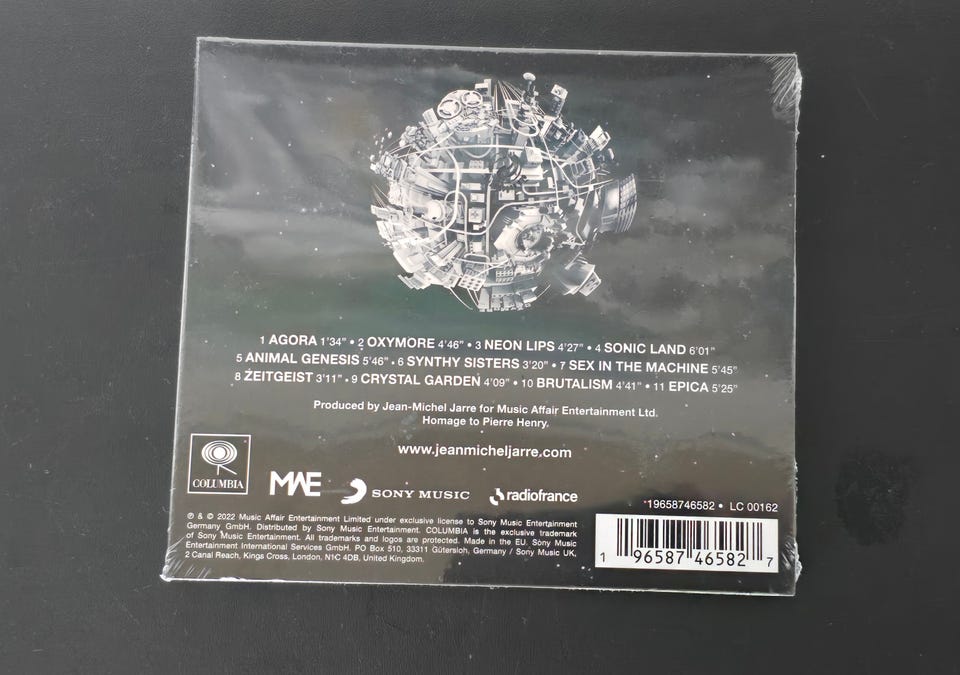 1 AGORA 1'34" • 2 OXYMORE 4'46" • 3 NEON LIPS 4'27" • 4 SONIC LAND 6'01"
5 ANIMAL GENESIS 5'46" • 6 SYNTHY SISTERS 3'20" • 7 SEX IN THE MACHINE 5'45"
8 ZEITGEIST 3'11" • 9 CRYSTAL GARDEN 4'09" • 10 BRUTALISM 4'41" • 11 EPICA 5'25"
Produced by Jean-Michel Jarre for Music Affair Entertainment Ltd.
Homage to Pierre Henry.
www.jeanmicheljarre.com
COLUMBIA
MAE
SONY MUSIC
radiofrance
19658746582 • LC 00162
℗ & © 2022 Music Affair Entertainment Limited under exclusive license to Sony Music Entertainment
Germany GmbH. Distributed by Sony Music Entertainment. COLUMBIA is the exclusive trademark
of Sony Music Entertainment. All trademarks and logos are protected. Made in the EU. Sony Music
Entertainment International Services GmbH. PO Box 510, 33311 Gütersloh, Germany / Sony Music UK,
2 Canal Reach, Kings Cross, London, N1C 4DB, United Kingdom.
1 96587 46582 7